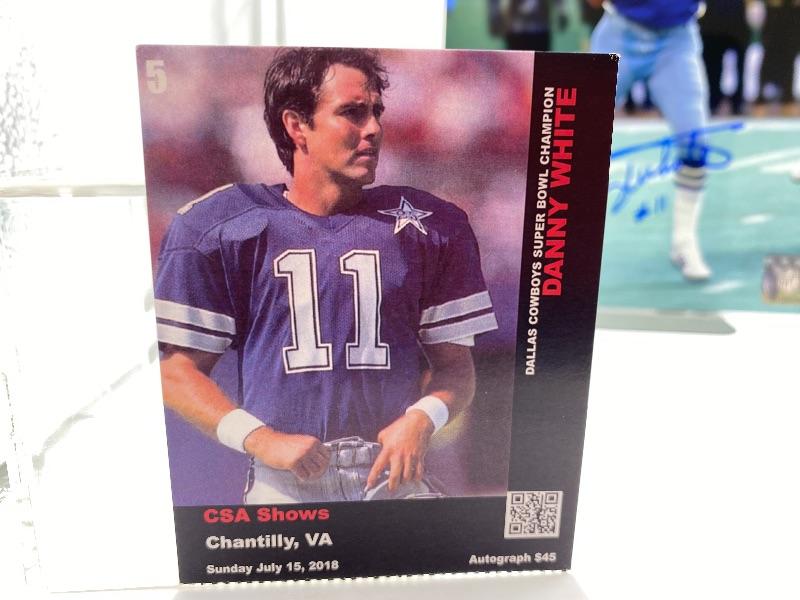 5
DALLAS COWBOYS SUPER BOWL CHAMPION
DANNY WHITE
11
CSA Shows
Chantilly, VA
Sunday July 15, 2018
Autograph $45
#11